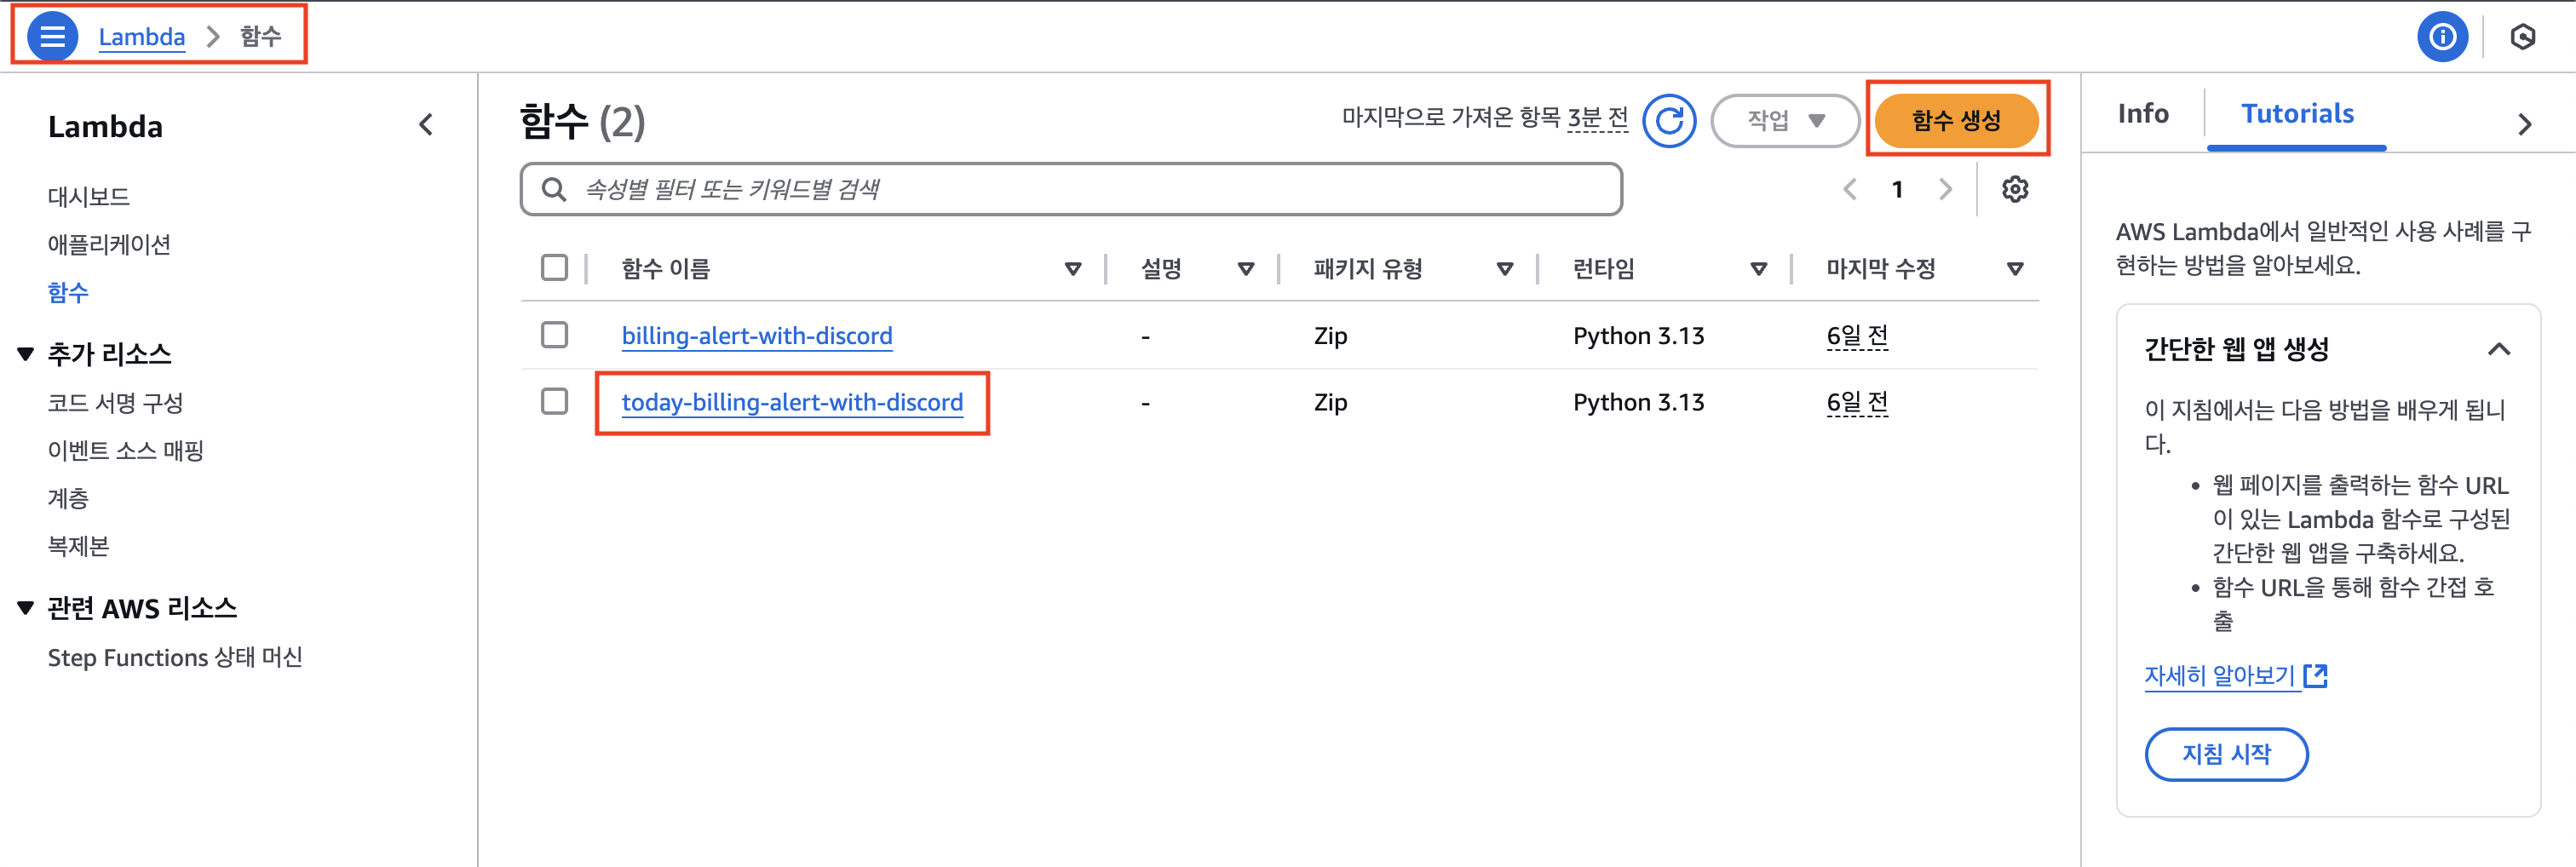 Lambda > 함수
Lambda
대시보드
애플리케이션
함수
추가 리소스
코드 서명 구성
이벤트 소스 매핑
계층
복제본
관련 AWS 리소스
Step Functions 상태 머신
함수 (2)
마지막으로 가져온 항목 3분 전
작업
함수 생성
속성별 필터 또는 키워드별 검색
1
함수 이름 설명 패키지 유형 런타임 마지막 수정
billing-alert-with-discord - Zip Python 3.13 6일 전
today-billing-alert-with-discord - Zip Python 3.13 6일 전
Info Tutorials
AWS Lambda에서 일반적인 사용 사례를 구
현하는 방법을 알아보세요.
간단한 웹 앱 생성
이 지침에서는 다음 방법을 배우게 됩니
다.
• 웹 페이지를 출력하는 함수 URL
이 있는 Lambda 함수로 구성된
간단한 웹 앱을 구축하세요.
• 함수 URL을 통해 함수 간접 호
출
자세히 알아보기
지침 시작